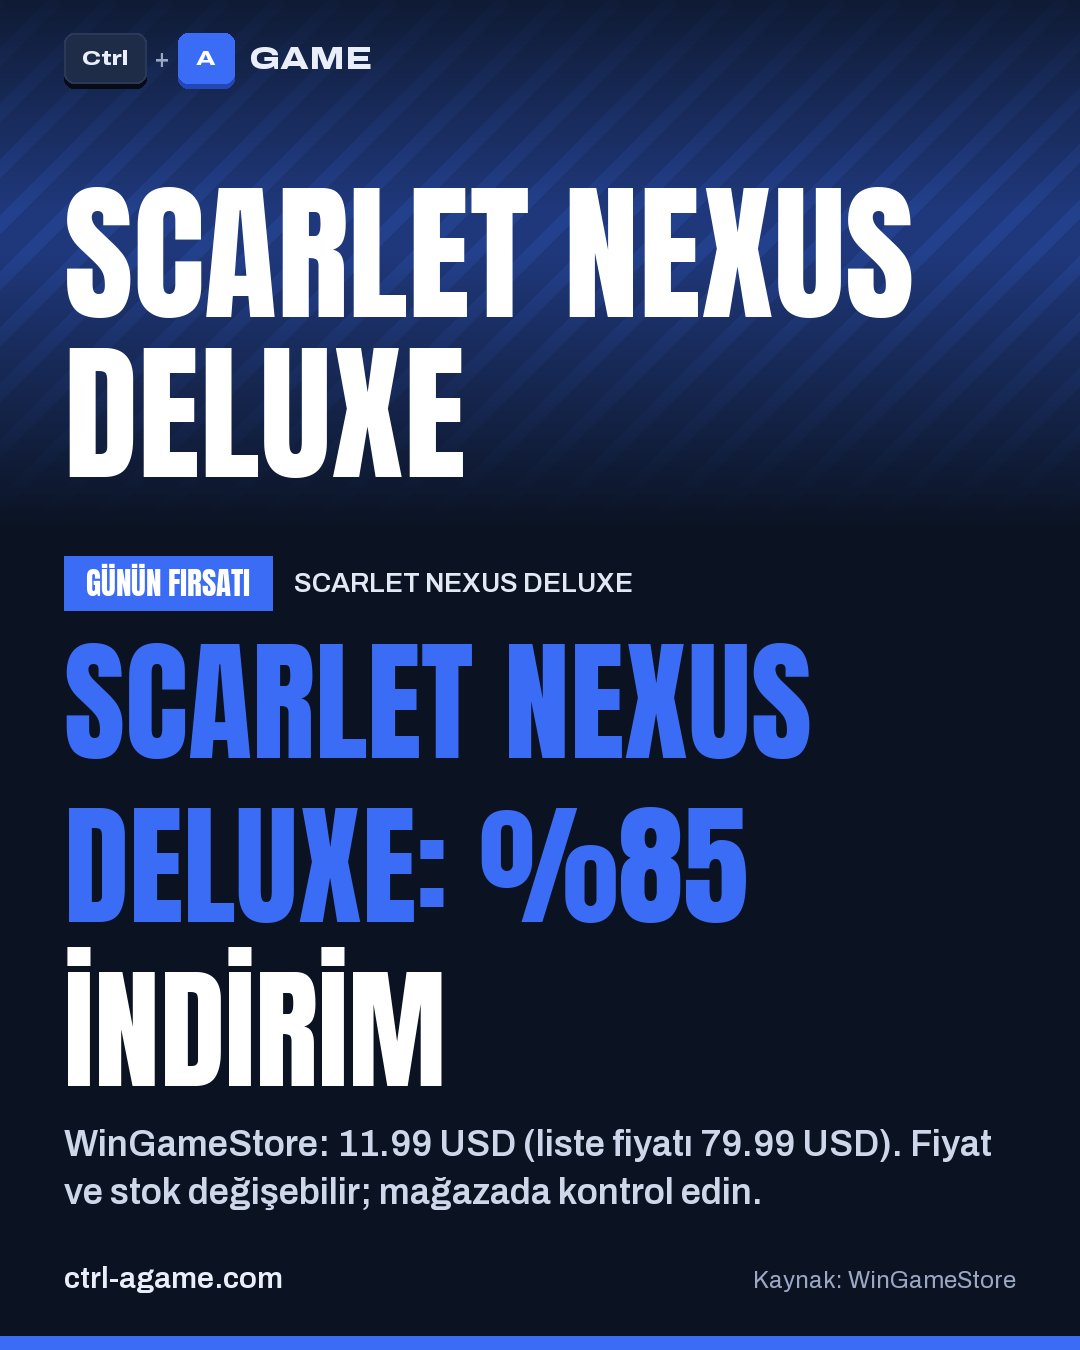 Ctrl + A GAME
SCARLET NEXUS
DELUXE
GÜNÜN FIRSATI SCARLET NEXUS DELUXE
SCARLET NEXUS
DELUXE: %85
İNDİRİM
WinGameStore: 11.99 USD (liste fiyatı 79.99 USD). Fiyat
ve stok değişebilir; mağazada kontrol edin.
ctrl-agame.com Kaynak: WinGameStore